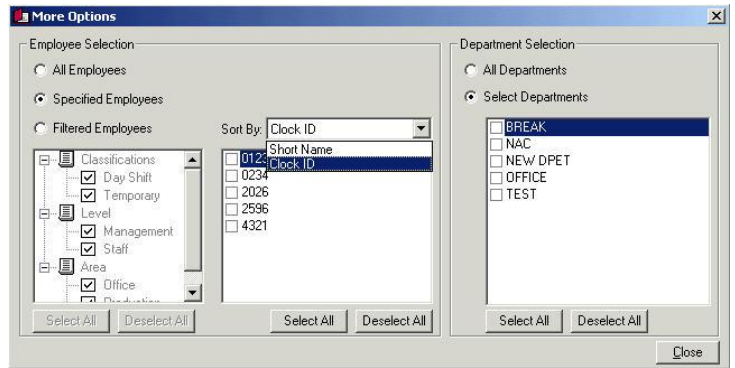 More Options
Employee Selection
All Employees
Specified Employees
Filtered Employees
Sort By: Clock ID
Short Name
Clock ID
Classifications
Day Shift
Temporary
Level
Management
Staff
Area
Office
0123
0234
2026
2596
4321
Select All Deselect All
Select All Deselect All
Department Selection
All Departments
Select Departments
BREAK
NAC
NEW DPET
OFFICE
TEST
Select All Deselect All
Close